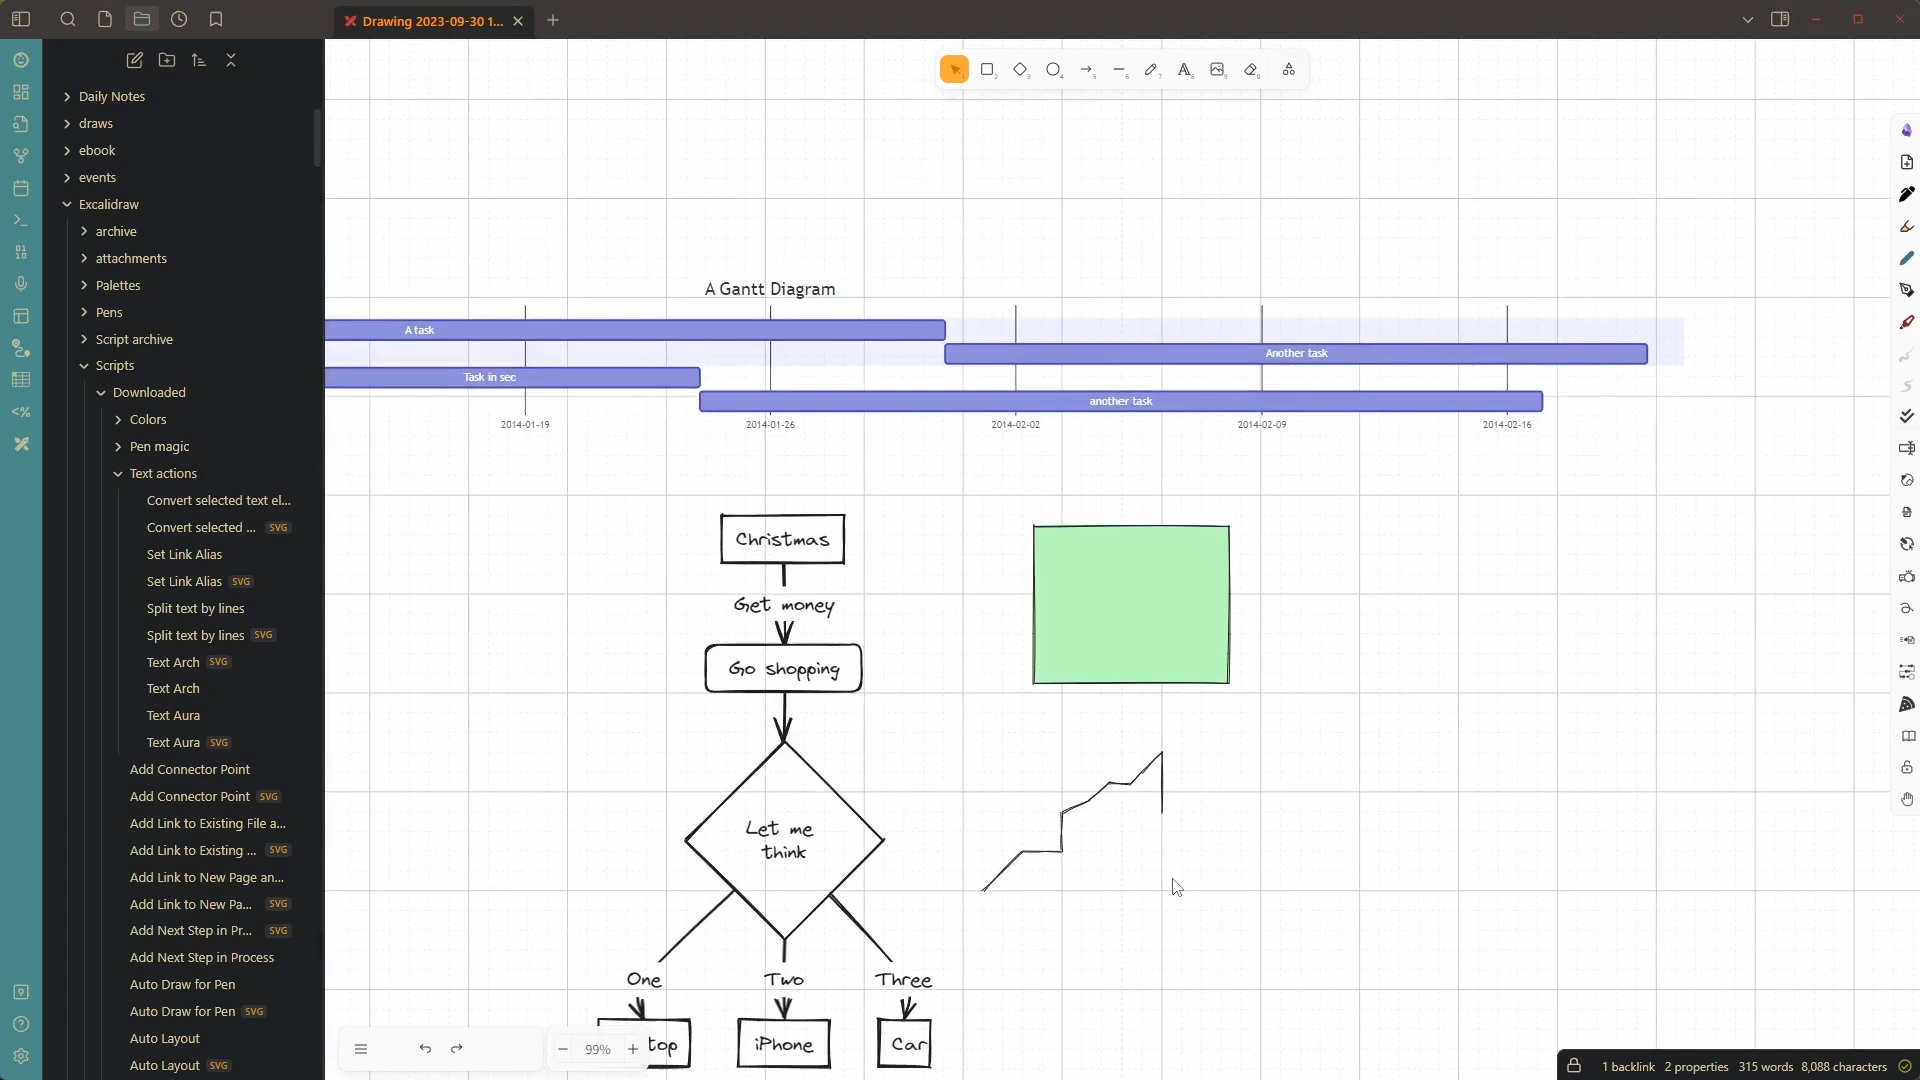 Drawing 2023-09-30 1...
Daily Notes
draws
ebook
events
Excalidraw
archive
attachments
Palettes
Pens
Script archive
Scripts
Downloaded
Colors
Pen magic
Text actions
Convert selected text el...
Convert selected ... SVG
Set Link Alias
Set Link Alias SVG
Split text by lines
Split text by lines SVG
Text Arch SVG
Text Arch
Text Aura
Text Aura SVG
Add Connector Point
Add Connector Point SVG
Add Link to Existing File a...
Add Link to Existing ... SVG
Add Link to New Page an...
Add Link to New Pa... SVG
Add Next Step in Pr... SVG
Add Next Step in Process
Auto Draw for Pen
Auto Draw for Pen SVG
Auto Layout
Auto Layout SVG
A Gantt Diagram
A task
Another task
Task in sec
another task
2014-01-19 2014-01-26 2014-02-02 2014-02-09 2014-02-16
Christmas
Get money
Go shopping
Let me
think
One Two Three
top iPhone Car
99%
1 backlink 2 properties 315 words 8,088 characters